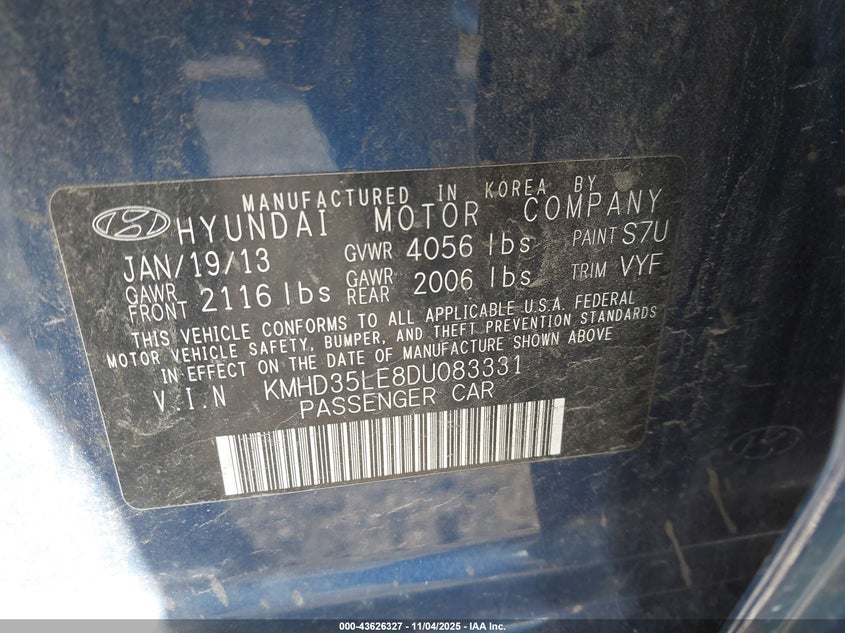 MANUFACTURED IN KOREA BY
HYUNDAI MOTOR COMPANY
JAN/19/13 GVWR 4056 lbs PAINT S7U
GAWR FRONT 2116 lbs GAWR REAR 2006 lbs TRIM VYF
THIS VEHICLE CONFORMS TO ALL APPLICABLE U.S.A. FEDERAL
MOTOR VEHICLE SAFETY, BUMPER, AND THEFT PREVENTION STANDARDS
IN EFFECT ON THE DATE OF MANUFACTURE SHOWN ABOVE
V.I.N KMHD35LE8DU083331
PASSENGER CAR
000-43626327 - 11/04/2025 - IAA Inc.